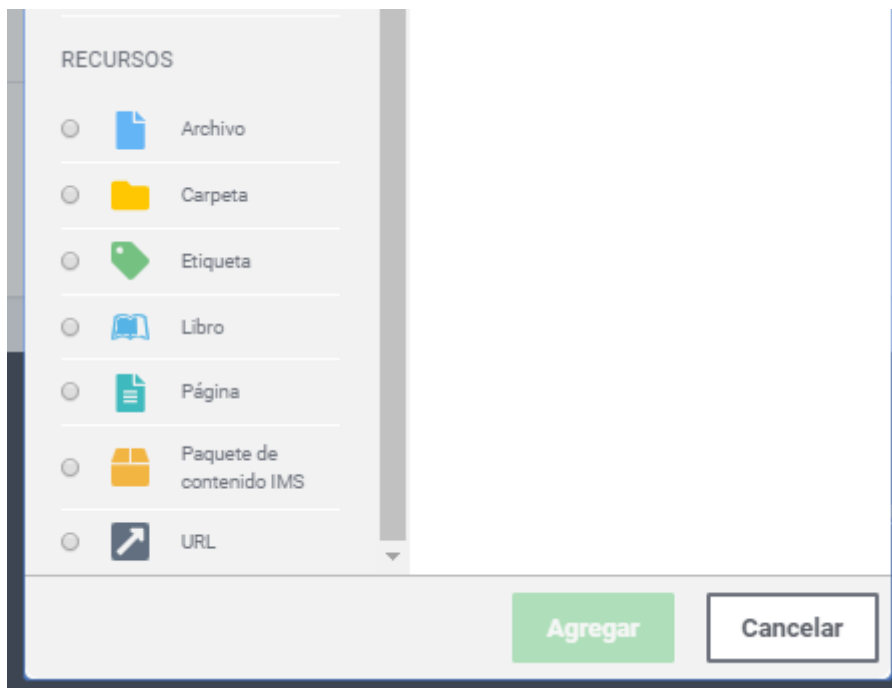 RECURSOS
Archivo
Carpeta
Etiqueta
Libro
Página
Paquete de
contenido IMS
URL
Agregar
Cancelar